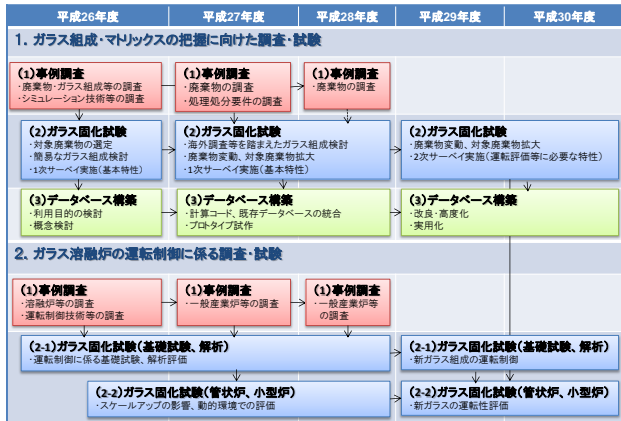 平成26年度 平成27年度 平成28年度 平成29年度 平成30年度
1. ガラス組成・マトリックスの把握に向けた調査・試験
(1)事例調査
・廃棄物・ガラス組成等の調査
・シミュレーション技術等の調査
(1)事例調査
・廃棄物の調査
・処理処分要件の調査
(1)事例調査
・廃棄物の調査
(2)ガラス固化試験
・対象廃棄物の選定
・簡易なガラス組成検討
・1次サーベイ実施(基本特性)
(2)ガラス固化試験
・海外調査等を踏まえたガラス組成検討
・廃棄物変動、対象廃棄物拡大
・1次サーベイ実施(基本特性)
(2)ガラス固化試験
・廃棄物変動、対象廃棄物拡大
・2次サーベイ実施(運転評価等に必要な特性)
(3)データベース構築
・利用目的の検討
・概念検討
(3)データベース構築
・計算コード、既存データベースの統合
・プロトタイプ試作
(3)データベース構築
・改良・高度化
・実用化
2. ガラス溶融炉の運転制御に係る調査・試験
(1)事例調査
・溶融炉等の調査
・運転制御技術等の調査
(1)事例調査
・一般産業炉等の調査
(1)事例調査
・一般産業炉等
の調査
(2-1)ガラス固化試験(基礎試験、解析)
・運転制御に係る基礎試験、解析評価
(2-1)ガラス固化試験(基礎試験、解析)
・新ガラス組成の運転制御
(2-2)ガラス固化試験(管状炉、小型炉)
・スケールアップの影響、動的環境での評価
(2-2)ガラス固化試験(管状炉、小型炉)
・新ガラスの運転性評価